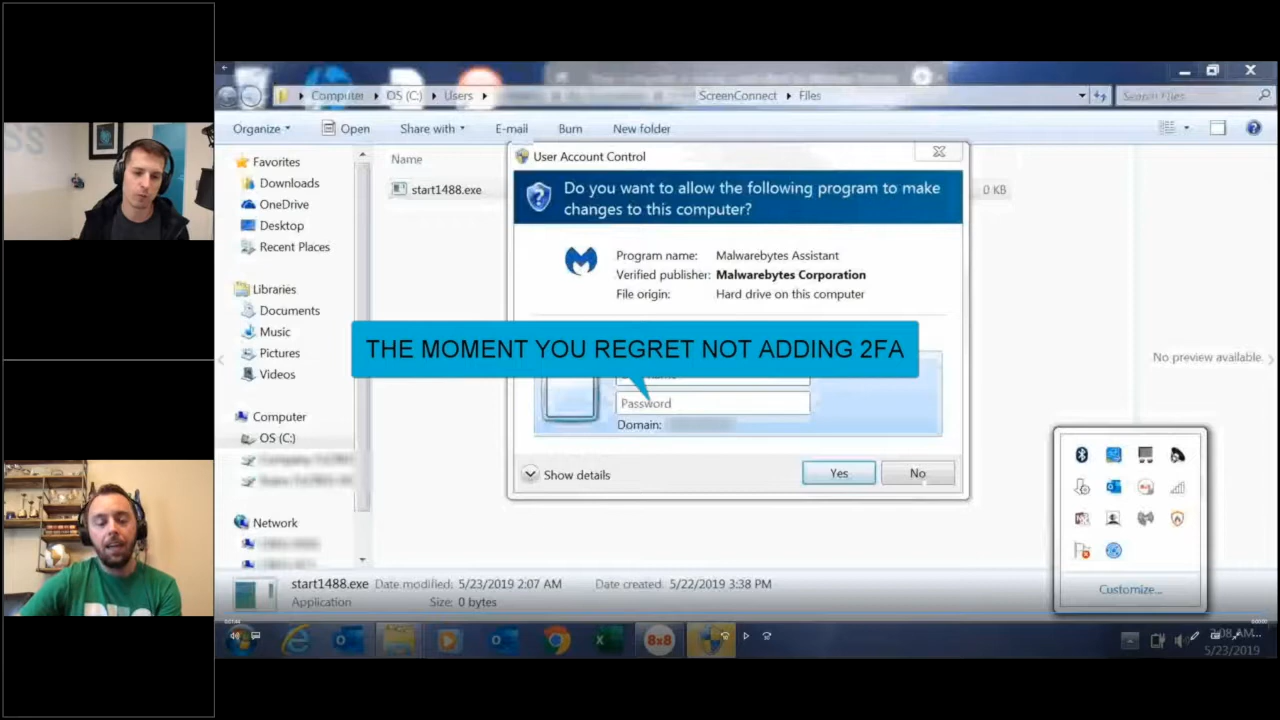 Computer
OS (C:)
Users
ScreenConnect
Files
Search Files
Organize
Open
Share with
E-mail
Burn
New folder
Favorites
Downloads
OneDrive
Desktop
Recent Places
Libraries
Documents
Music
Pictures
Videos
Computer
OS (C:)
Network
Name
start1488.exe
0 KB
User Account Control
Do you want to allow the following program to make
changes to this computer?
Program name: Malwarebytes Assistant
Verified publisher: Malwarebytes Corporation
File origin: Hard drive on this computer
THE MOMENT YOU REGRET NOT ADDING 2FA
Password
Domain:
Show details
Yes
No
No preview available.
Customize...
start1488.exe Date modified: 5/23/2019 2:07 AM Date created: 5/22/2019 3:38 PM
Application Size: 0 bytes
8x8
5/23/2019